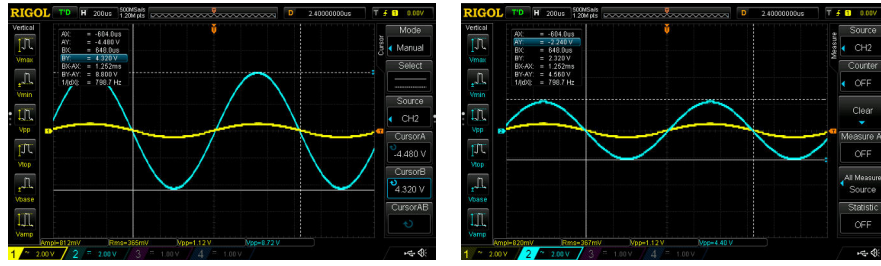 RIGOL T'D H 200us 500MSa/s 1.20M pts D 2.40000000us T 1 0.00V
Vertical
Vmax
Vmin
Vpp
Vtop
Vbase
Vamp
AX: = -604.0us
AY: = -4.480 V
BX: = 648.0us
BY: = 4.320 V
BX-AX: = 1.252ms
BY-AY: = 8.800 V
1/|dX|: = 798.7 Hz
Cursor
Mode
Manual
Select
Source
CH2
CursorA
-4.480 V
CursorB
4.320 V
CursorAB
Ampl=812mV IRms=365mV Vpp=1.12 V Vpp=8.72 V
1 ~ 2.00 V 2 = 2.00 V 3 = 1.00 V 4 = 1.00 V
RIGOL T'D H 200us 500MSa/s 1.20M pts D 2.40000000us T 1 0.00V
Vertical
Vmax
Vmin
Vpp
Vtop
Vbase
Vamp
AX: = -604.0us
AY: = -2.240 V
BX: = 648.0us
BY: = 2.320 V
BX-AX: = 1.252ms
BY-AY: = 4.560 V
1/|dX|: = 798.7 Hz
Measure
Source
CH2
Counter
OFF
Clear
Measure A
OFF
All Measure
Source
Statistic
OFF
Ampl=820mV IRms=367mV Vpp=1.12 V Vpp=4.40 V
1 ~ 2.00 V 2 = 2.00 V 3 = 1.00 V 4 = 1.00 V